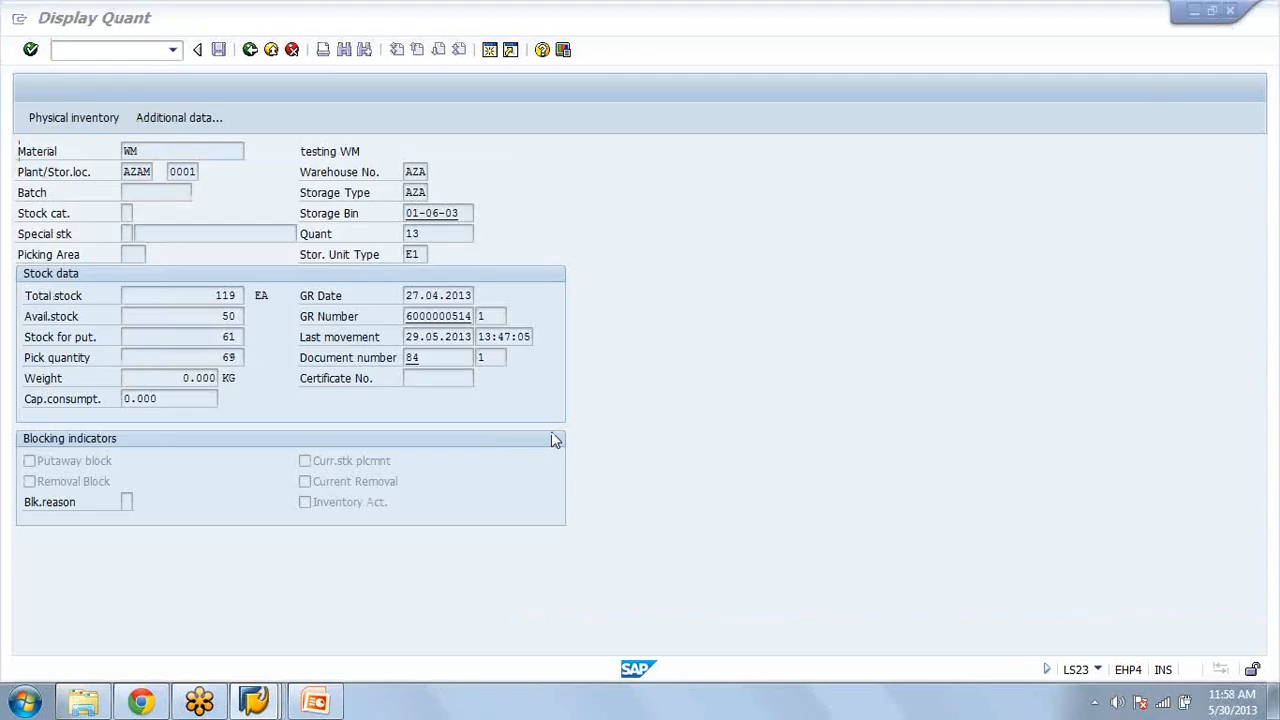 Display Quant
Physical inventory Additional data...
Material WM testing WM
Plant/Stor.loc. AZAM 0001 Warehouse No. AZA
Batch Storage Type AZA
Stock cat. Storage Bin 01-06-03
Special stk Quant 13
Picking Area Stor. Unit Type E1
Stock data
Total stock 119 EA GR Date 27.04.2013
Avail.stock 50 GR Number 6000000514 1
Stock for put. 61 Last movement 29.05.2013 13:47:05
Pick quantity 69 Document number 84 1
Weight 0.000 KG Certificate No.
Cap.consumpt. 0.000
Blocking indicators
Putaway block Curr.stk plcmnt
Removal Block Current Removal
Blk.reason Inventory Act.
SAP LS23 EHP4 INS
11:58 AM
5/30/2013